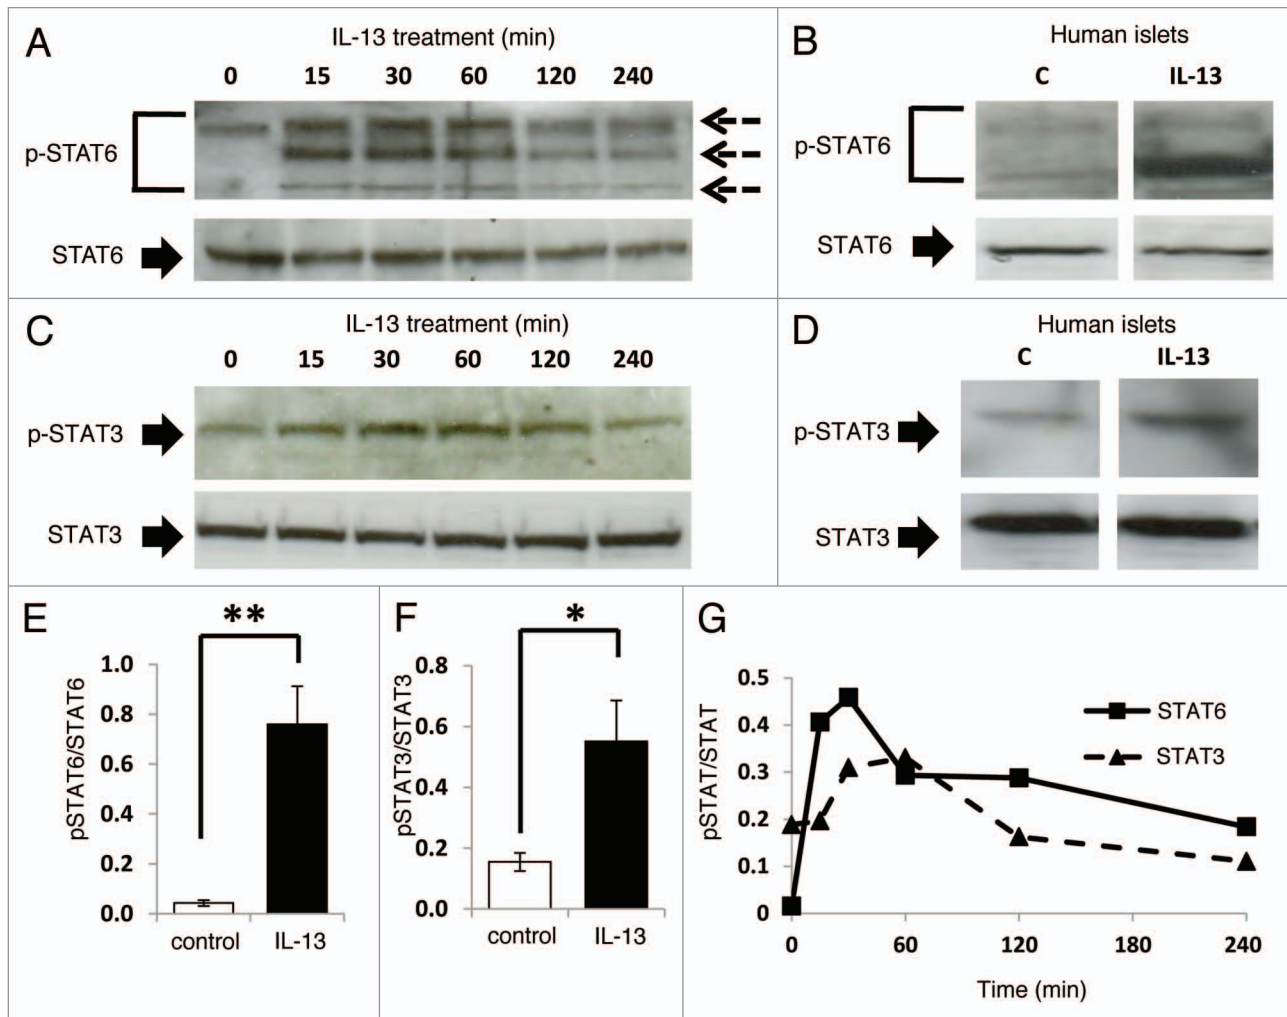 A
IL-13 treatment (min)
0 15 30 60 120 240
p-STAT6
STAT6
B
Human islets
C IL-13
p-STAT6
STAT6
C
IL-13 treatment (min)
0 15 30 60 120 240
p-STAT3
STAT3
D
Human islets
C IL-13
p-STAT3
STAT3
E
**
pSTAT6/STAT6
1.0
0.8
0.6
0.4
0.2
0.0
control IL-13
F
*
pSTAT3/STAT3
0.8
0.6
0.4
0.2
0.0
control IL-13
G
pSTAT/STAT
0.5
0.4
0.3
0.2
0.1
0
STAT6
STAT3
0 60 120 180 240
Time (min)